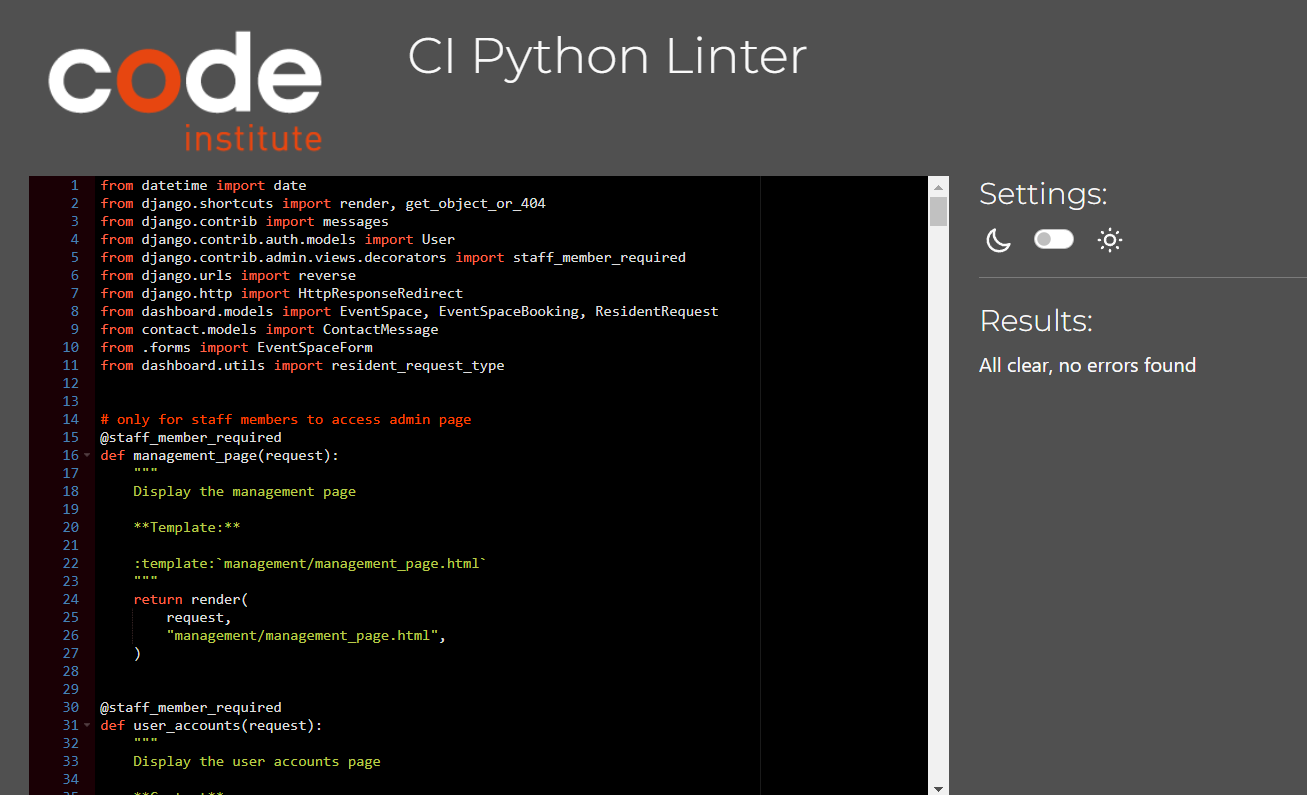 code
institute
CI Python Linter
1 from datetime import date
2 from django.shortcuts import render, get_object_or_404
3 from django.contrib import messages
4 from django.contrib.auth.models import User
5 from django.contrib.admin.views.decorators import staff_member_required
6 from django.urls import reverse
7 from django.http import HttpResponseRedirect
8 from dashboard.models import EventSpace, EventSpaceBooking, ResidentRequest
9 from contact.models import ContactMessage
10 from .forms import EventSpaceForm
11 from dashboard.utils import resident_request_type
12
13
14 # only for staff members to access admin page
15 @staff_member_required
16 def management_page(request):
17     """
18     Display the management page
19
20     **Template:**
21
22     :template:`management/management_page.html`
23     """
24     return render(
25         request,
26         "management/management_page.html",
27     )
28
29
30 @staff_member_required
31 def user_accounts(request):
32     """
33     Display the user accounts page
34
Settings:
Results:
All clear, no errors found